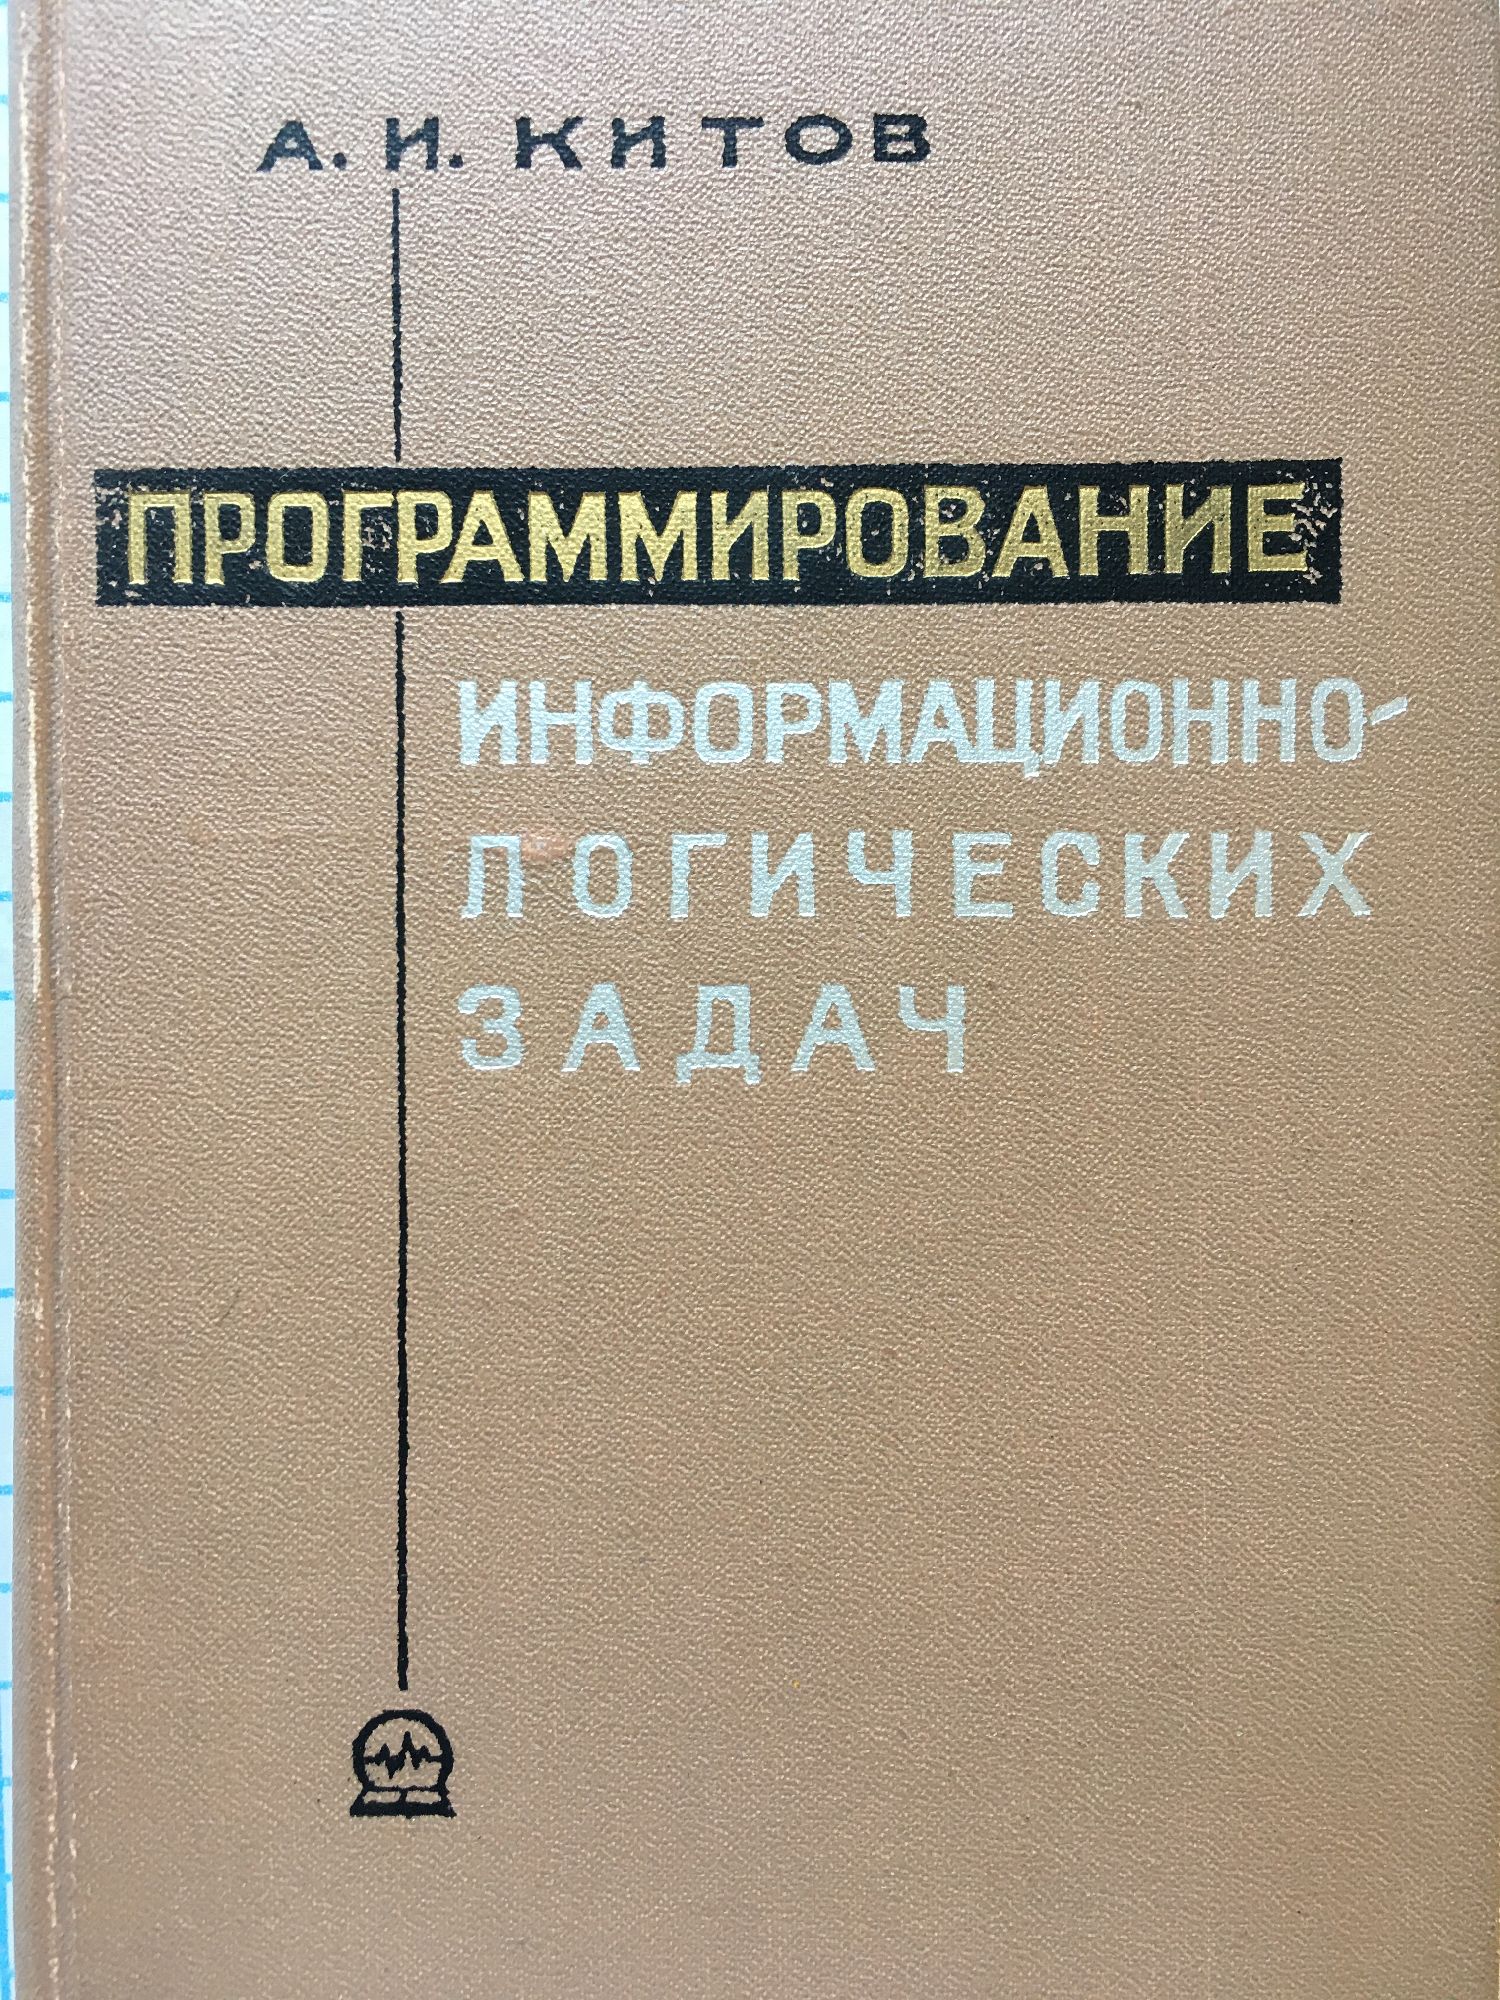 А. И. КИТОВ
ПРОГРАММИРОВАНИЕ
ИНФОРМАЦИОННО-
ЛОГИЧЕСКИХ
ЗАДАЧ